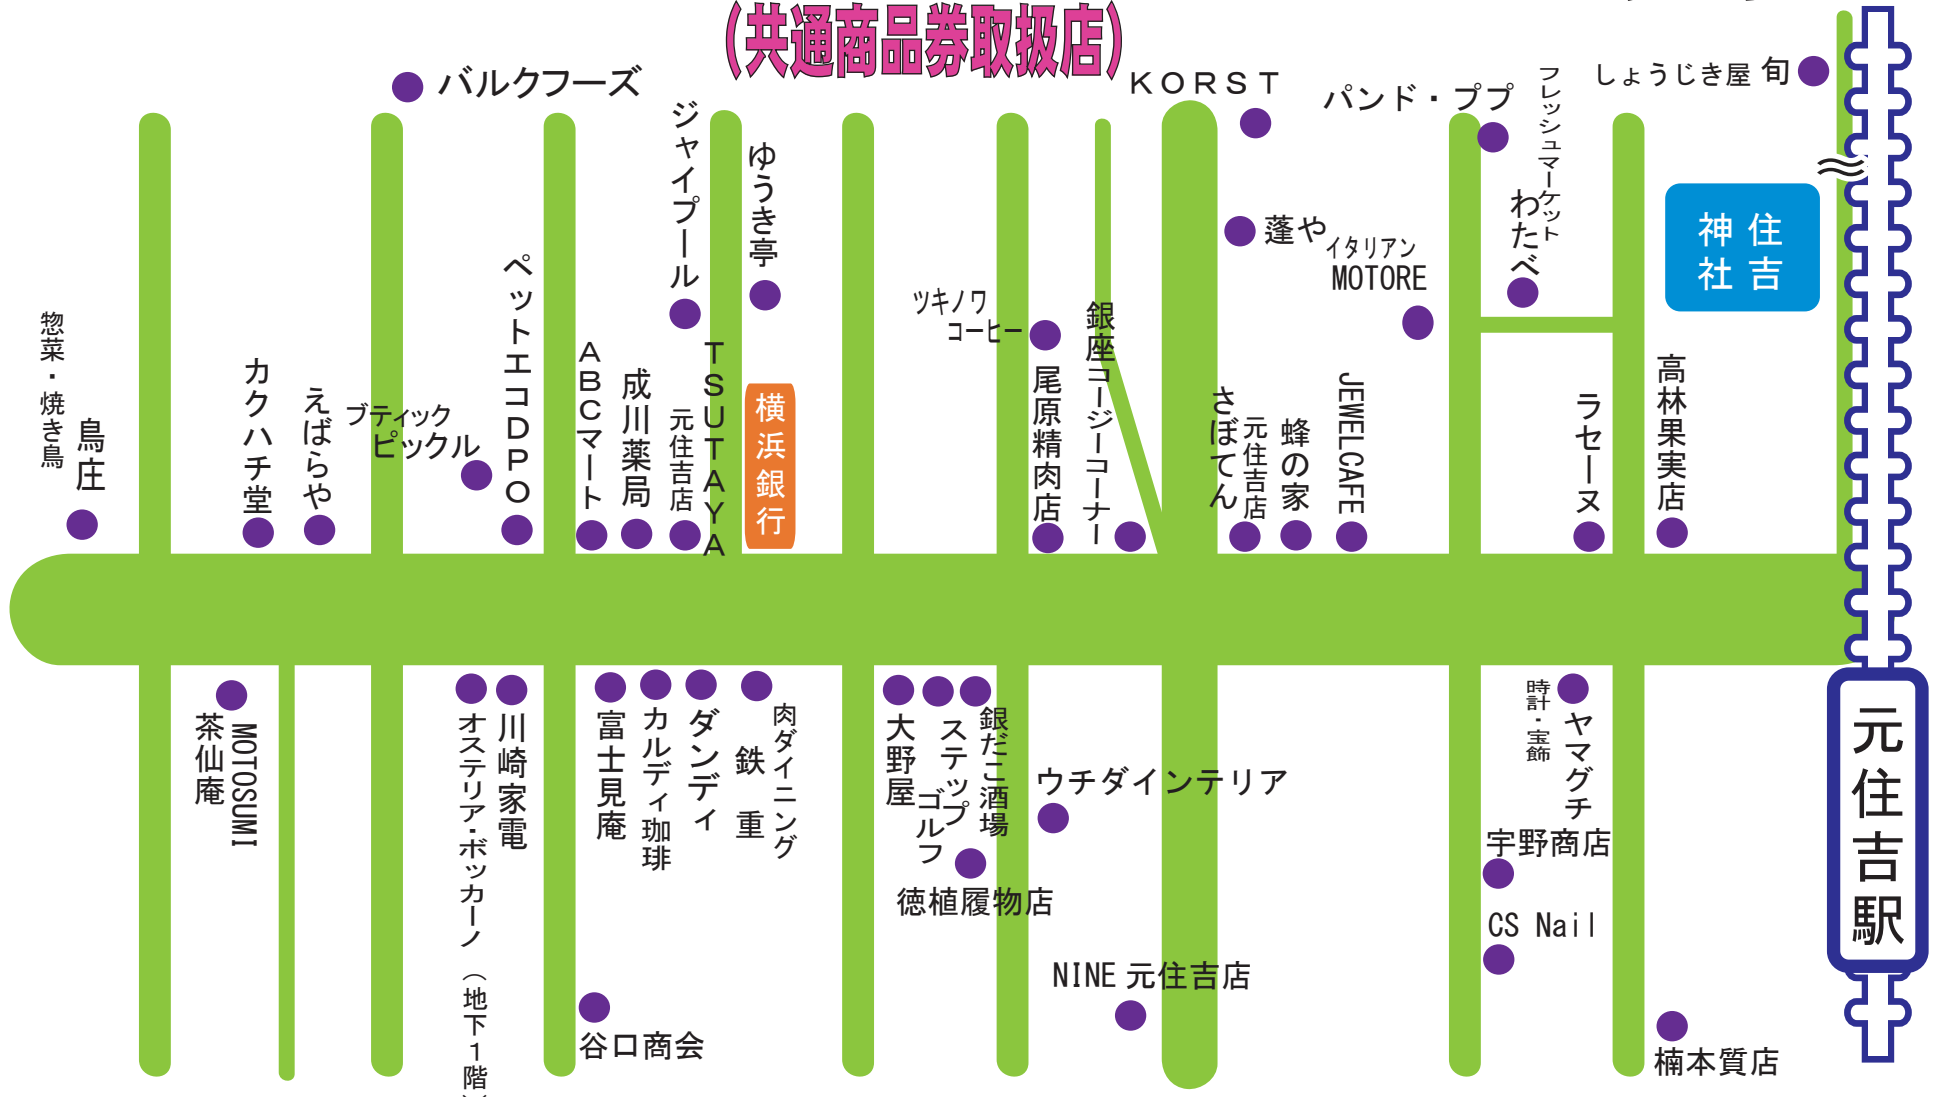 (共通商品券取扱店)
バルクフーズ
KORST
パンド・ププ
フレッシュマーケット
わたべ
しょうじき屋 旬
住吉
神社
ジャイプール
ゆうき亭
蓬や
イタリアン
MOTORE
ツキノワ
コーヒー
惣菜・焼き鳥
鳥庄
カクハチ堂
えばらや
ブティック
ピックル
ペットエコDPO
ABCマート
成川薬局
TSUTAYA
元住吉店
横浜銀行
尾原精肉店
銀座コージーコーナー
さぼてん
元住吉店
蜂の家
JEWELCAFE
ラセーヌ
高林果実店
MOTOSUMI
茶仙庵
オステリア・ボッカーノ (地下1階)
川崎家電
富士見庵
カルディ珈琲
ダンディ
肉ダイニング
鉄重
大野屋
ステップ
ゴルフ
銀だこ酒場
徳植履物店
ウチダインテリア
NINE 元住吉店
谷口商会
時計・宝飾
ヤマグチ
宇野商店
CS Nail
楠本質店
元住吉駅